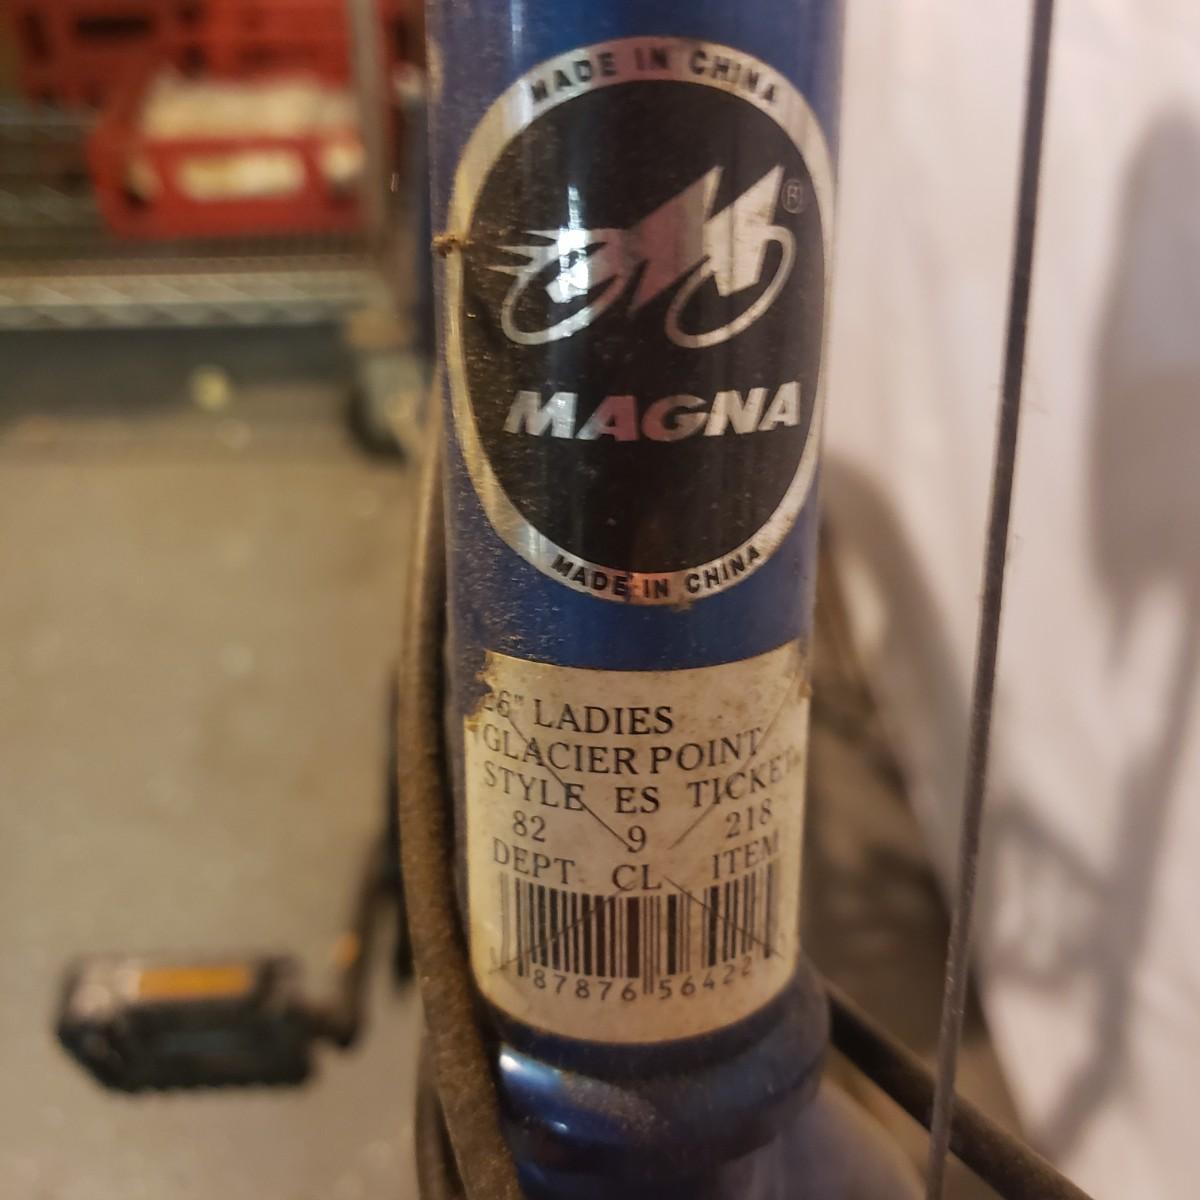 MADE IN CHINA
®
MAGNA
MADE IN CHINA
26" LADIES
GLACIER POINT
STYLE ES TICKET
82 9 218
DEPT. CL ITEM
87876 56422